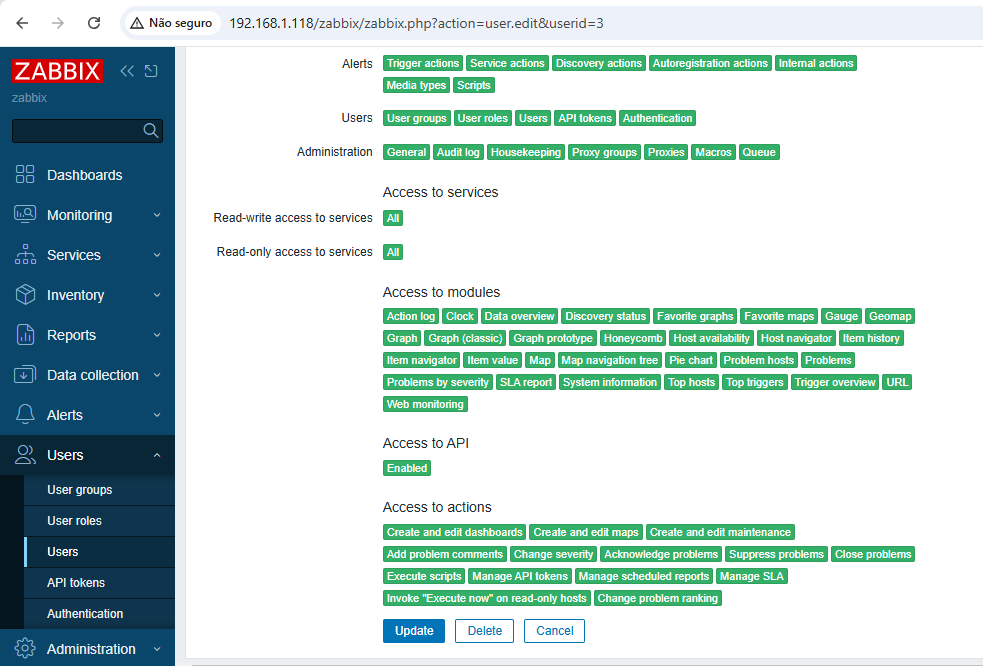 Não seguro 192.168.1.118/zabbix/zabbix.php?action=user.edit&userid=3
ZABBIX
zabbix
Dashboards
Monitoring
Services
Inventory
Reports
Data collection
Alerts
Users
User groups
User roles
Users
API tokens
Authentication
Administration
Alerts Trigger actions Service actions Discovery actions Autoregistration actions Internal actions
Media types Scripts
Users User groups User roles Users API tokens Authentication
Administration General Audit log Housekeeping Proxy groups Proxies Macros Queue
Access to services
Read-write access to services All
Read-only access to services All
Access to modules
Action log Clock Data overview Discovery status Favorite graphs Favorite maps Gauge Geomap
Graph Graph (classic) Graph prototype Honeycomb Host availability Host navigator Item history
Item navigator Item value Map Map navigation tree Pie chart Problem hosts Problems
Problems by severity SLA report System information Top hosts Top triggers Trigger overview URL
Web monitoring
Access to API
Enabled
Access to actions
Create and edit dashboards Create and edit maps Create and edit maintenance
Add problem comments Change severity Acknowledge problems Suppress problems Close problems
Execute scripts Manage API tokens Manage scheduled reports Manage SLA
Invoke "Execute now" on read-only hosts Change problem ranking
Update Delete Cancel